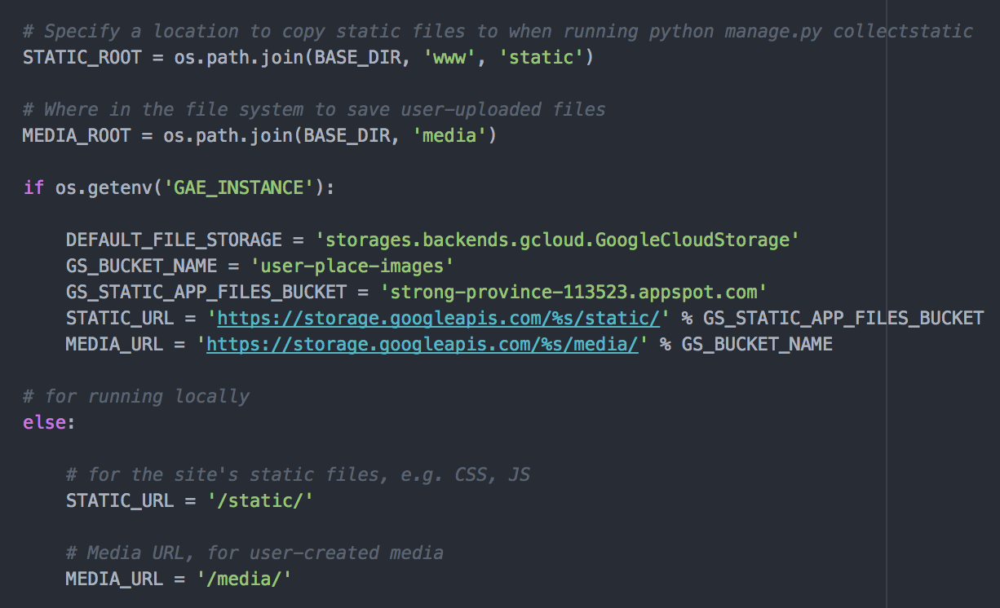 # Specify a location to copy static files to when running python manage.py collectstatic
STATIC_ROOT = os.path.join(BASE_DIR, 'www', 'static')
# Where in the file system to save user-uploaded files
MEDIA_ROOT = os.path.join(BASE_DIR, 'media')
if os.getenv('GAE_INSTANCE'):
    DEFAULT_FILE_STORAGE = 'storages.backends.gcloud.GoogleCloudStorage'
    GS_BUCKET_NAME = 'user-place-images'
    GS_STATIC_APP_FILES_BUCKET = 'strong-province-113523.appspot.com'
    STATIC_URL = 'https://storage.googleapis.com/%s/static/' % GS_STATIC_APP_FILES_BUCKET
    MEDIA_URL = 'https://storage.googleapis.com/%s/media/' % GS_BUCKET_NAME
# for running locally
else:
    # for the site's static files, e.g. CSS, JS
    STATIC_URL = '/static/'
    # Media URL, for user-created media
    MEDIA_URL = '/media/'